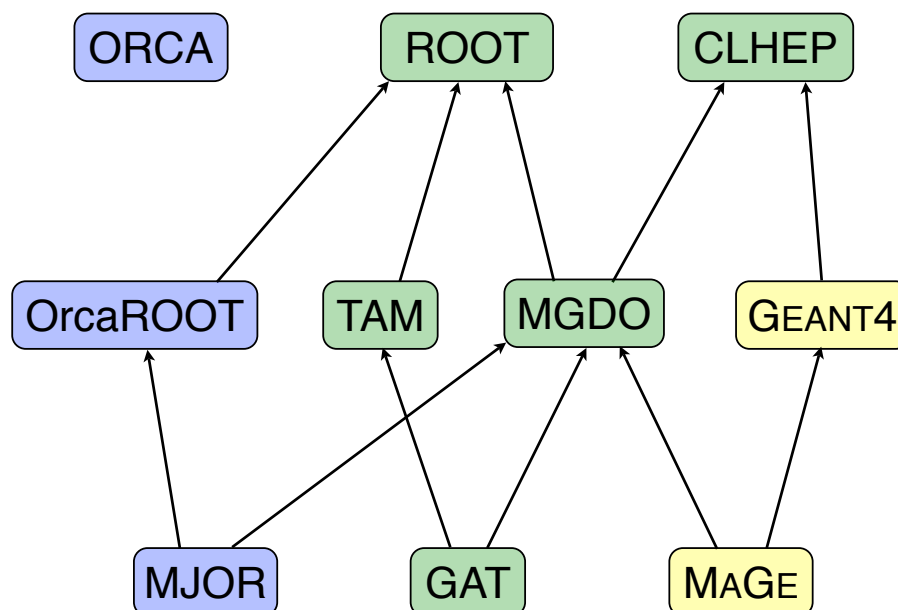 ORCA
ROOT
CLHEP
OrcaROOT
TAM
MGDO
GEANT4
MJOR
GAT
MAGE